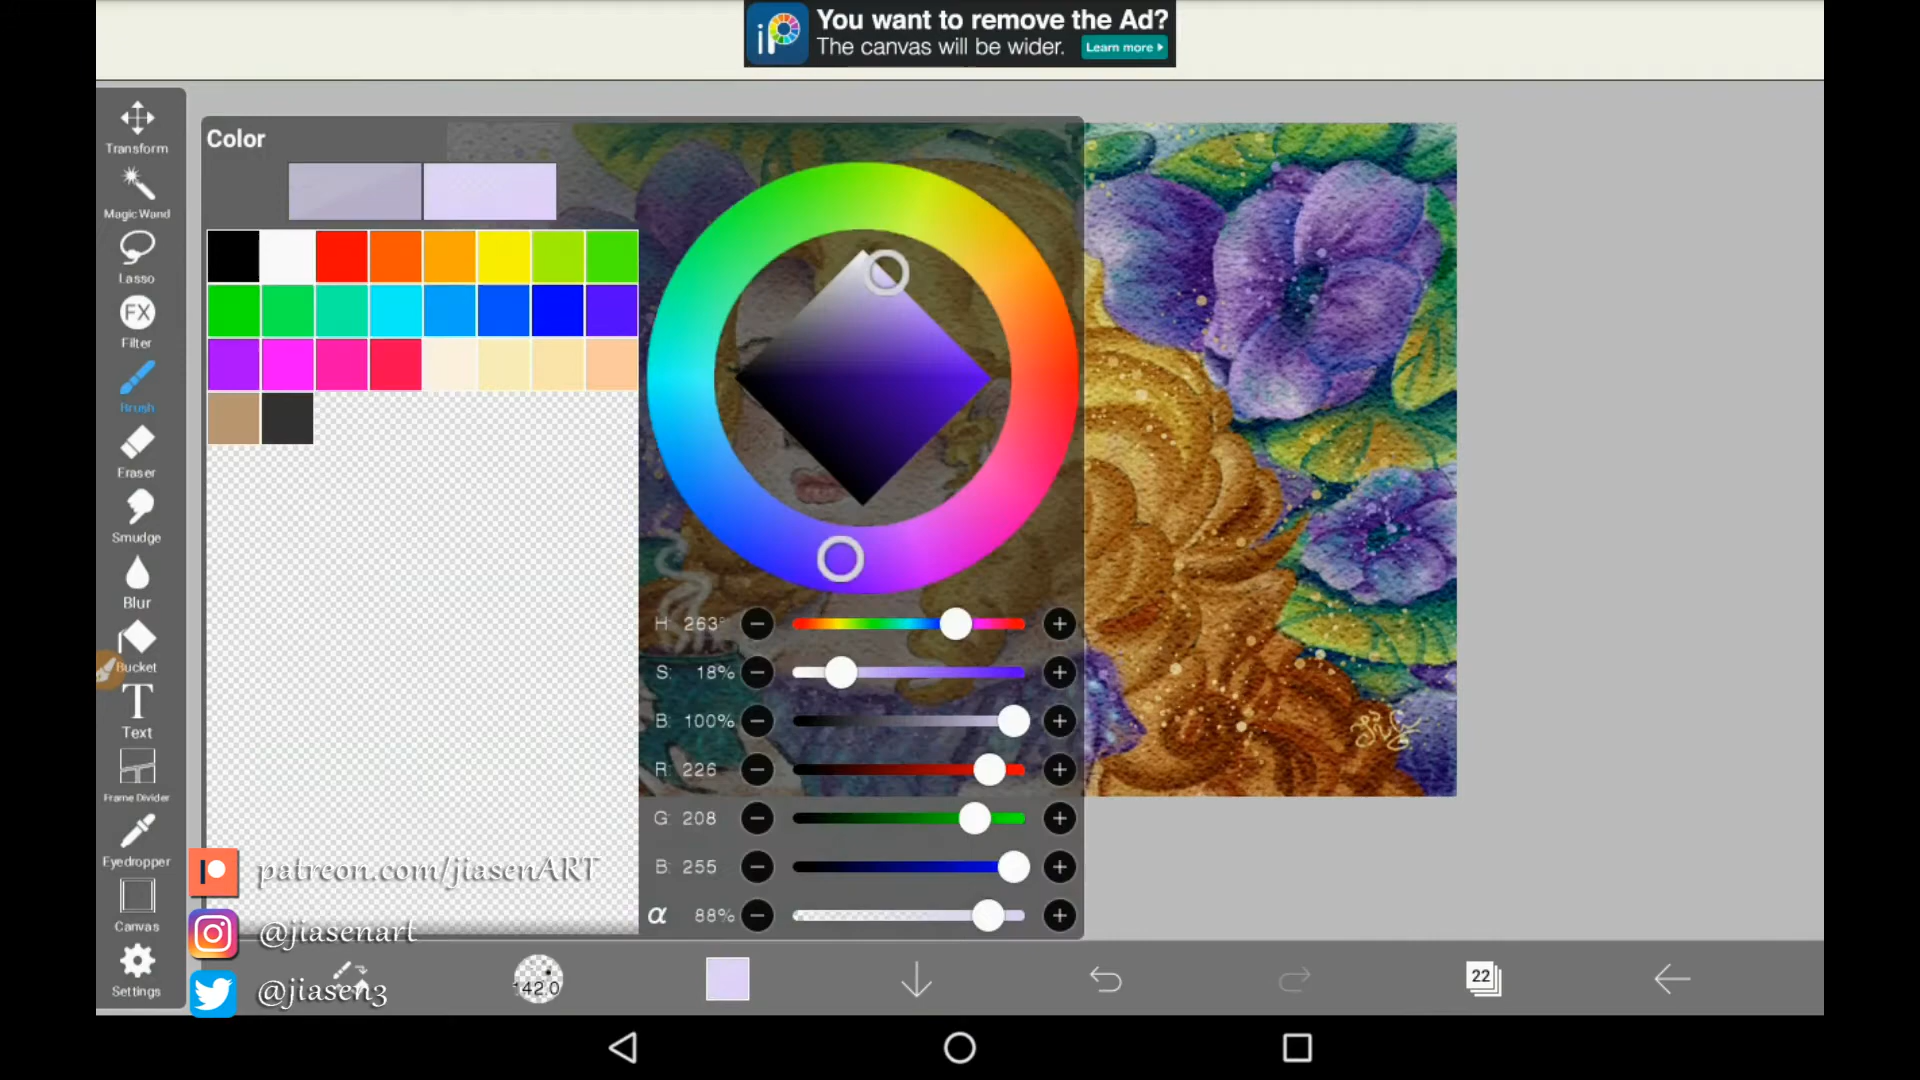 iP
You want to remove the Ad?
The canvas will be wider.
Learn more
Transform
Magic Wand
Lasso
FX
Filter
Brush
Eraser
Smudge
Blur
Bucket
T
Text
Frame Divider
Eyedropper
Canvas
Settings
Color
H: 263°
S: 18%
B: 100%
R: 226
G: 208
B: 255
α 88%
patreon.com/jiasenART
@jiasenart
@jiasen3
142.0
22